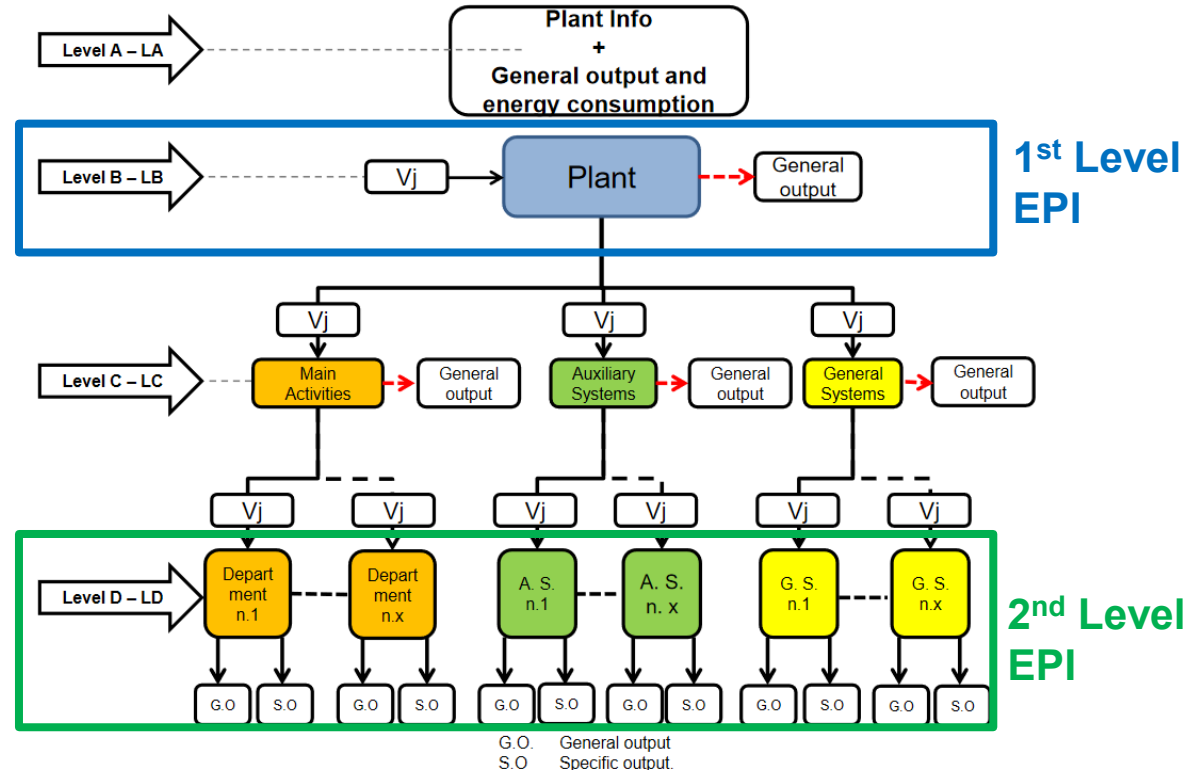 Level A – LA
Plant Info
+
General output and
energy consumption
Level B – LB
Vj
Plant
General
output
1st Level
EPI
Vj
Vj
Vj
Level C – LC
Main
Activities
General
output
Auxiliary
Systems
General
output
General
Systems
General
output
Vj
Vj
Vj
Vj
Vj
Vj
Level D – LD
Depart
ment
n.1
Depart
ment
n.x
A. S.
n.1
A. S.
n. x
G. S.
n.1
G. S.
n.x
2nd Level
EPI
G.O
S.O
G.O
S.O
G.O
S.O
G.O
S.O
G.O
S.O
G.O
S.O
G.O. General output
S.O Specific output.